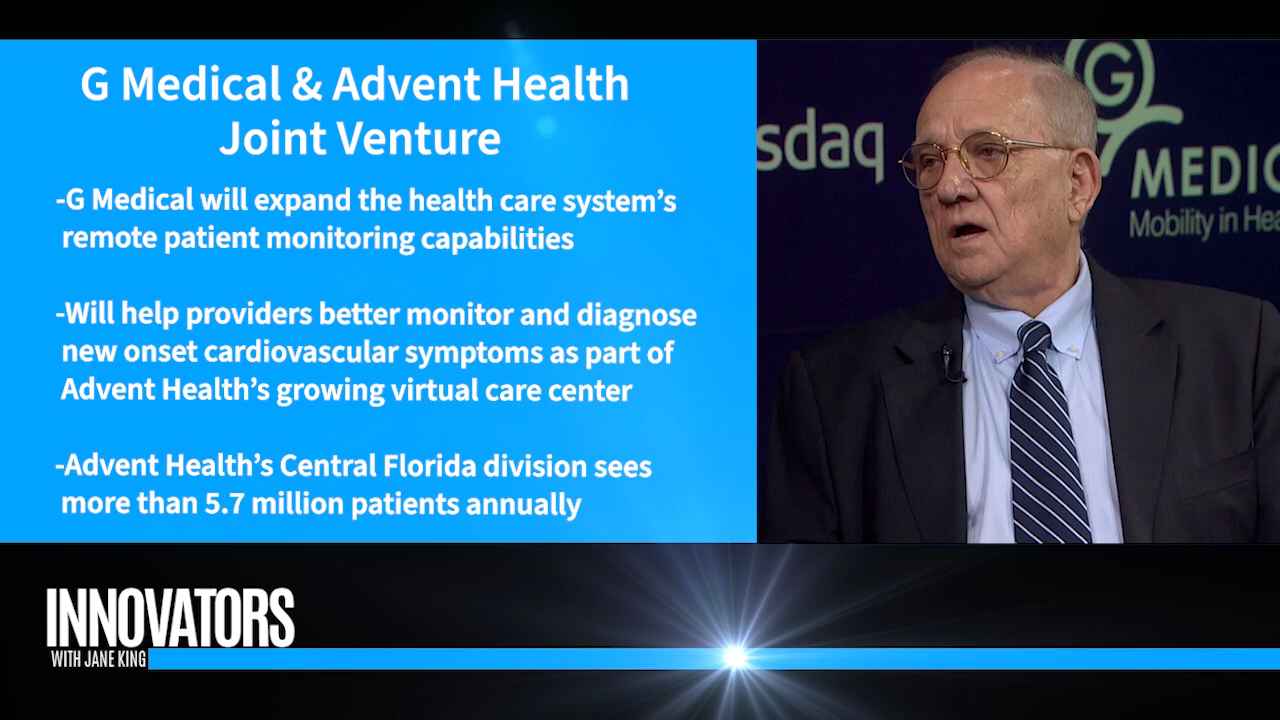 G Medical & Advent Health
Joint Venture
-G Medical will expand the health care system’s
remote patient monitoring capabilities
-Will help providers better monitor and diagnose
new onset cardiovascular symptoms as part of
Advent Health’s growing virtual care center
-Advent Health’s Central Florida division sees
more than 5.7 million patients annually
sdaq
G
MEDIC
Mobility in Hea
INNOVATORS
WITH JANE KING